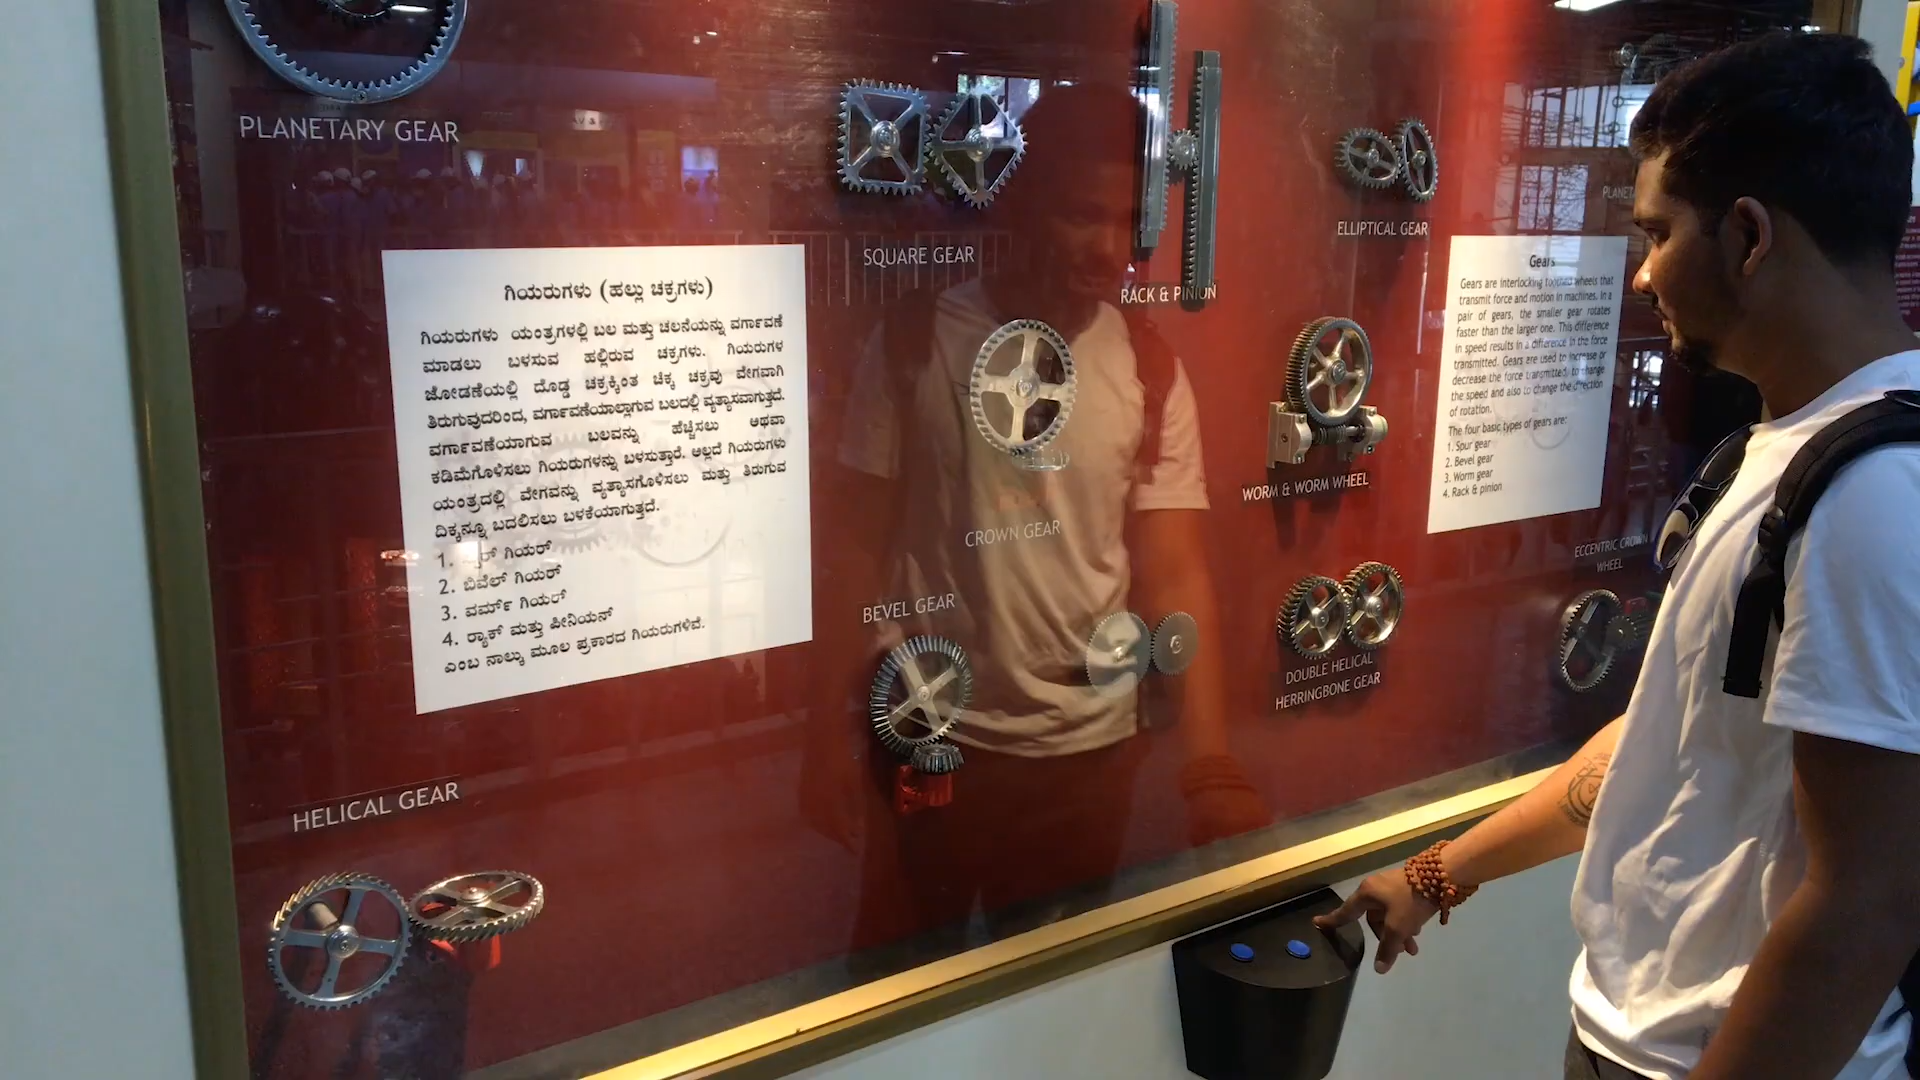 PLANETARY GEAR
SQUARE GEAR
RACK & PINION
ELLIPTICAL GEAR
ಗಿಯರುಗಳು (ಹಲ್ಲು ಚಕ್ರಗಳು)
ಗಿಯರುಗಳು ಯಂತ್ರಗಳಲ್ಲಿ ಬಲ ಮತ್ತು ಚಲನೆಯನ್ನು ವರ್ಗಾವಣೆ
ಮಾಡಲು ಬಳಸುವ ಹಲ್ಲಿರುವ ಚಕ್ರಗಳು. ಗಿಯರುಗಳ
ಜೋಡಣೆಯಲ್ಲಿ ದೊಡ್ಡ ಚಕ್ರಕ್ಕಿಂತ ಚಿಕ್ಕ ಚಕ್ರವು ವೇಗವಾಗಿ
ತಿರುಗುವುದರಿಂದ, ವರ್ಗಾವಣೆಯಾಲ್ಲಾಗುವ ಬಲದಲ್ಲಿ ವ್ಯತ್ಯಾಸವಾಗುತ್ತದೆ.
ವರ್ಗಾವಣೆಯಾಗುವ ಬಲವನ್ನು ಹೆಚ್ಚಿಸಲು ಅಥವಾ
ಕಡಿಮೆಗೊಳಿಸಲು ಗಿಯರುಗಳನ್ನು ಬಳಸುತ್ತಾರೆ. ಅಲ್ಲದೆ ಗಿಯರುಗಳು
ಯಂತ್ರದಲ್ಲಿ ವೇಗವನ್ನು ವ್ಯತ್ಯಾಸಗೊಳಿಸಲು ಮತ್ತು ತಿರುಗುವ
ದಿಕ್ಕನ್ನೂ ಬದಲಿಸಲು ಬಳಕೆಯಾಗುತ್ತದೆ.
1. ಗಿಯರ್
2. ಬಿವೆಲ್ ಗಿಯರ್
3. ವರ್ಮ್ ಗಿಯರ್
4. ರ‍್ಯಾಕ್ ಮತ್ತು ಪೀನಿಯನ್
ಎಂಬ ನಾಲ್ಕು ಮೂಲ ಪ್ರಕಾರದ ಗಿಯರುಗಳಿವೆ.
Gears
Gears are interlocking toothed wheels that
transmit force and motion in machines. In a
pair of gears, the smaller gear rotates
faster than the larger one. This difference
in speed results in a difference in the force
transmitted. Gears are used to increase or
decrease the force transmitted, to change
the speed and also to change the direction
of rotation.
The four basic types of gears are:
1. Spur gear
2. Bevel gear
3. Worm gear
4. Rack & pinion
CROWN GEAR
WORM & WORM WHEEL
ECCENTRIC CROWN
WHEEL
BEVEL GEAR
DOUBLE HELICAL
HERRINGBONE GEAR
HELICAL GEAR